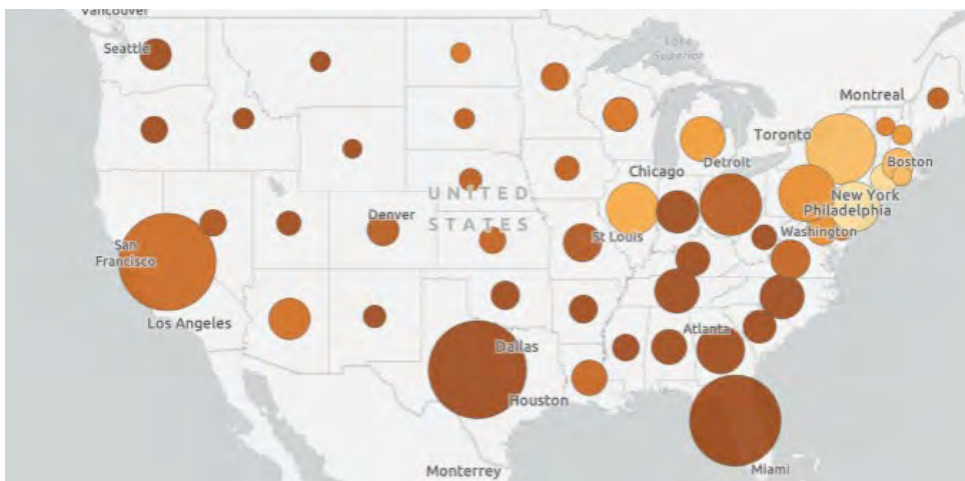 Vancouver
Seattle
Lake
Superior
Montreal
Toronto
Detroit
Boston
Chicago
UNITED
STATES
New York
Philadelphia
Denver
Washington
St Louis
San
Francisco
Los Angeles
Atlanta
Dallas
Houston
Monterrey
Miami